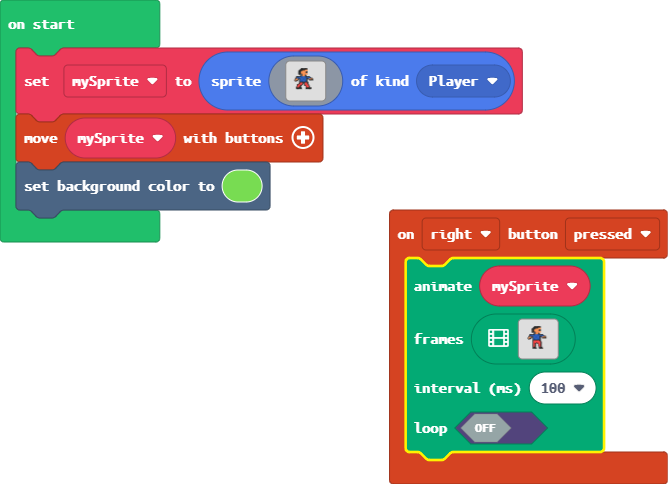 on start
set mySprite to sprite of kind Player
move mySprite with buttons
set background color to
on right button pressed
animate mySprite
frames
interval (ms) 100
loop OFF